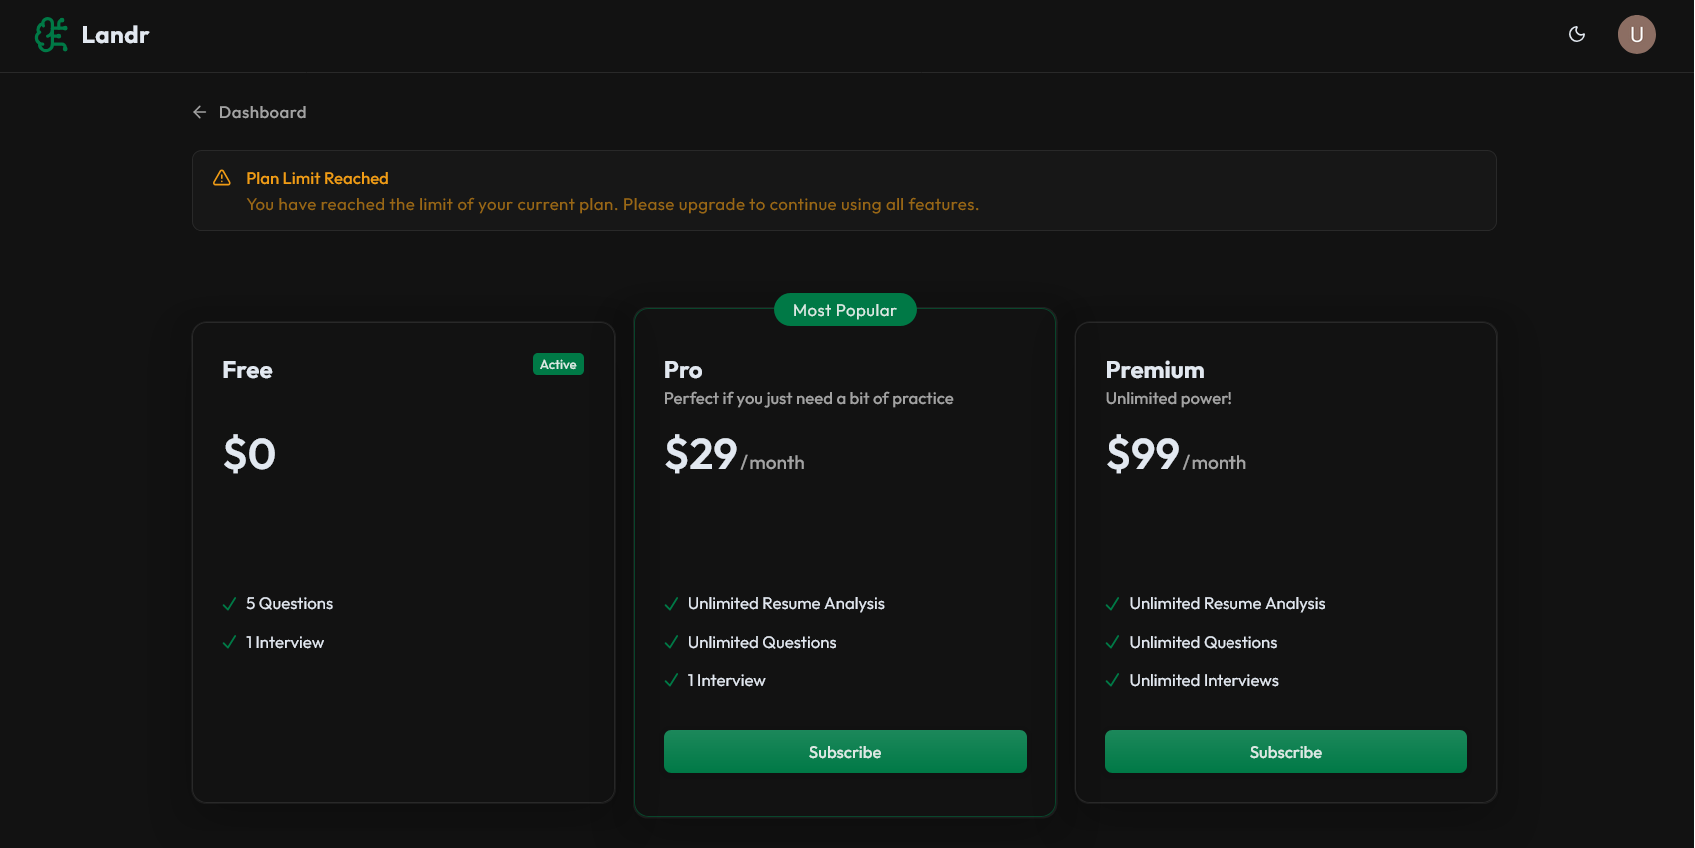 Landr
U
Dashboard
Plan Limit Reached
You have reached the limit of your current plan. Please upgrade to continue using all features.
Free
Active
$0
5 Questions
1 Interview
Most Popular
Pro
Perfect if you just need a bit of practice
$29/month
Unlimited Resume Analysis
Unlimited Questions
1 Interview
Subscribe
Premium
Unlimited power!
$99/month
Unlimited Resume Analysis
Unlimited Questions
Unlimited Interviews
Subscribe